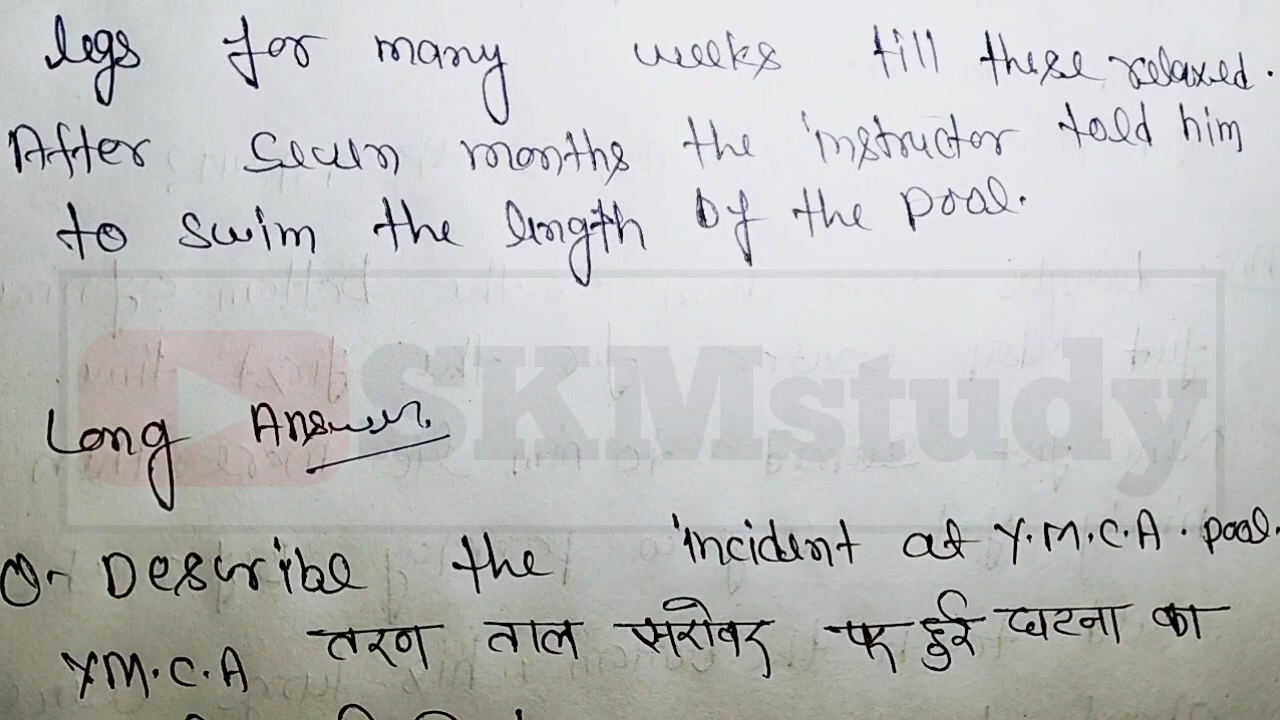 legs for many weeks till these relaxed.
After seven months the instructor told him
to swim the length of the pool.
SKMstudy
Long Answer.
Q- Describe the incident at Y.M.C.A. pool.
Y.M.C.A तरण ताल सरोवर पर हुई घटना का